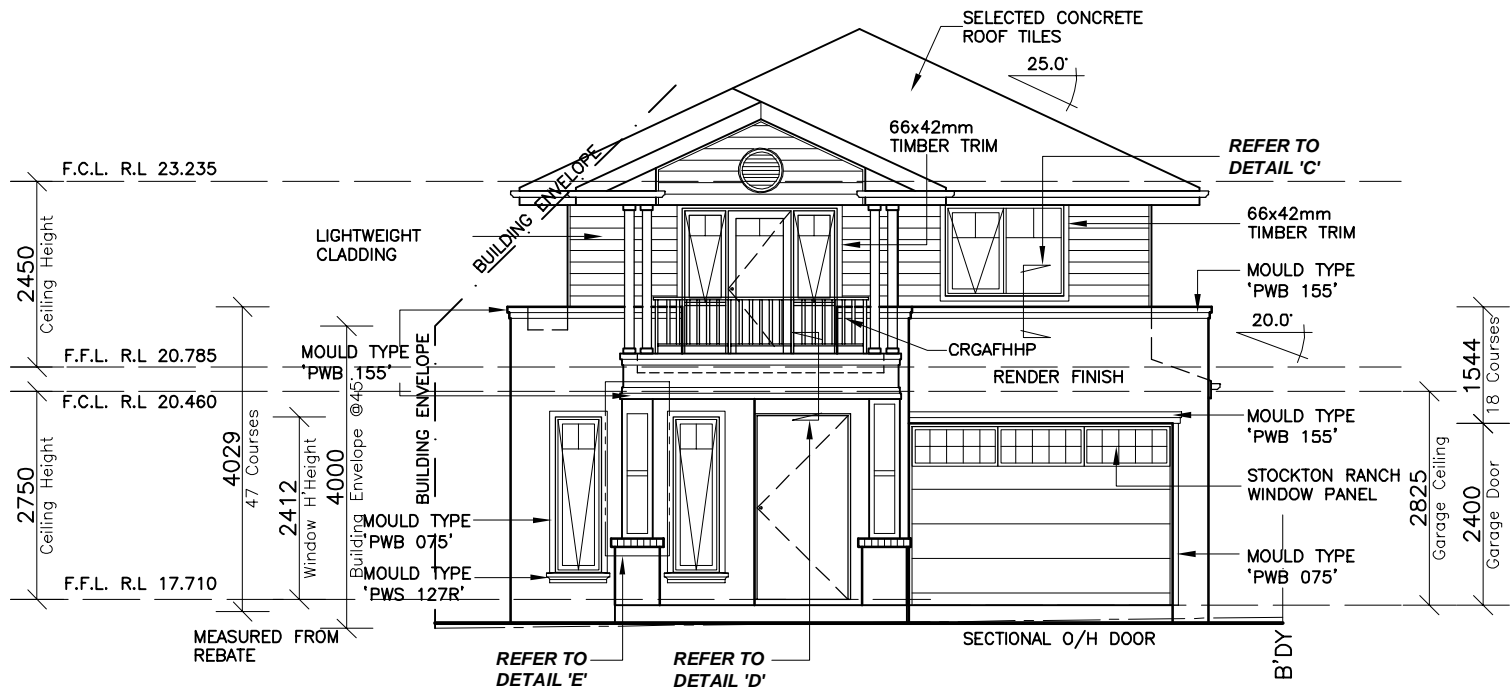 SELECTED CONCRETE
ROOF TILES
25.0°
66x42mm
TIMBER TRIM
REFER TO
DETAIL 'C'
F.C.L. R.L 23.235
BUILDING ENVELOPE
LIGHTWEIGHT
CLADDING
66x42mm
TIMBER TRIM
2450
Ceiling Height
MOULD TYPE
'PWB 155'
20.0°
F.F.L. R.L 20.785
MOULD TYPE
'PWB 155'
CRGAFHHP
RENDER FINISH
1544
18 Courses
F.C.L. R.L 20.460
BUILDING ENVELOPE
2750
Ceiling Height
4029
47 Courses
2412
Window H'Height
4000
Building Envelope @45°
MOULD TYPE
'PWB 155'
STOCKTON RANCH
WINDOW PANEL
2825
Garage Ceiling
2400
Garage Door
MOULD TYPE
'PWB 075'
MOULD TYPE
'PWB 075'
MOULD TYPE
'PWS 127R'
F.F.L. R.L 17.710
MEASURED FROM
REBATE
SECTIONAL O/H DOOR
B'DY
REFER TO
DETAIL 'E'
REFER TO
DETAIL 'D'